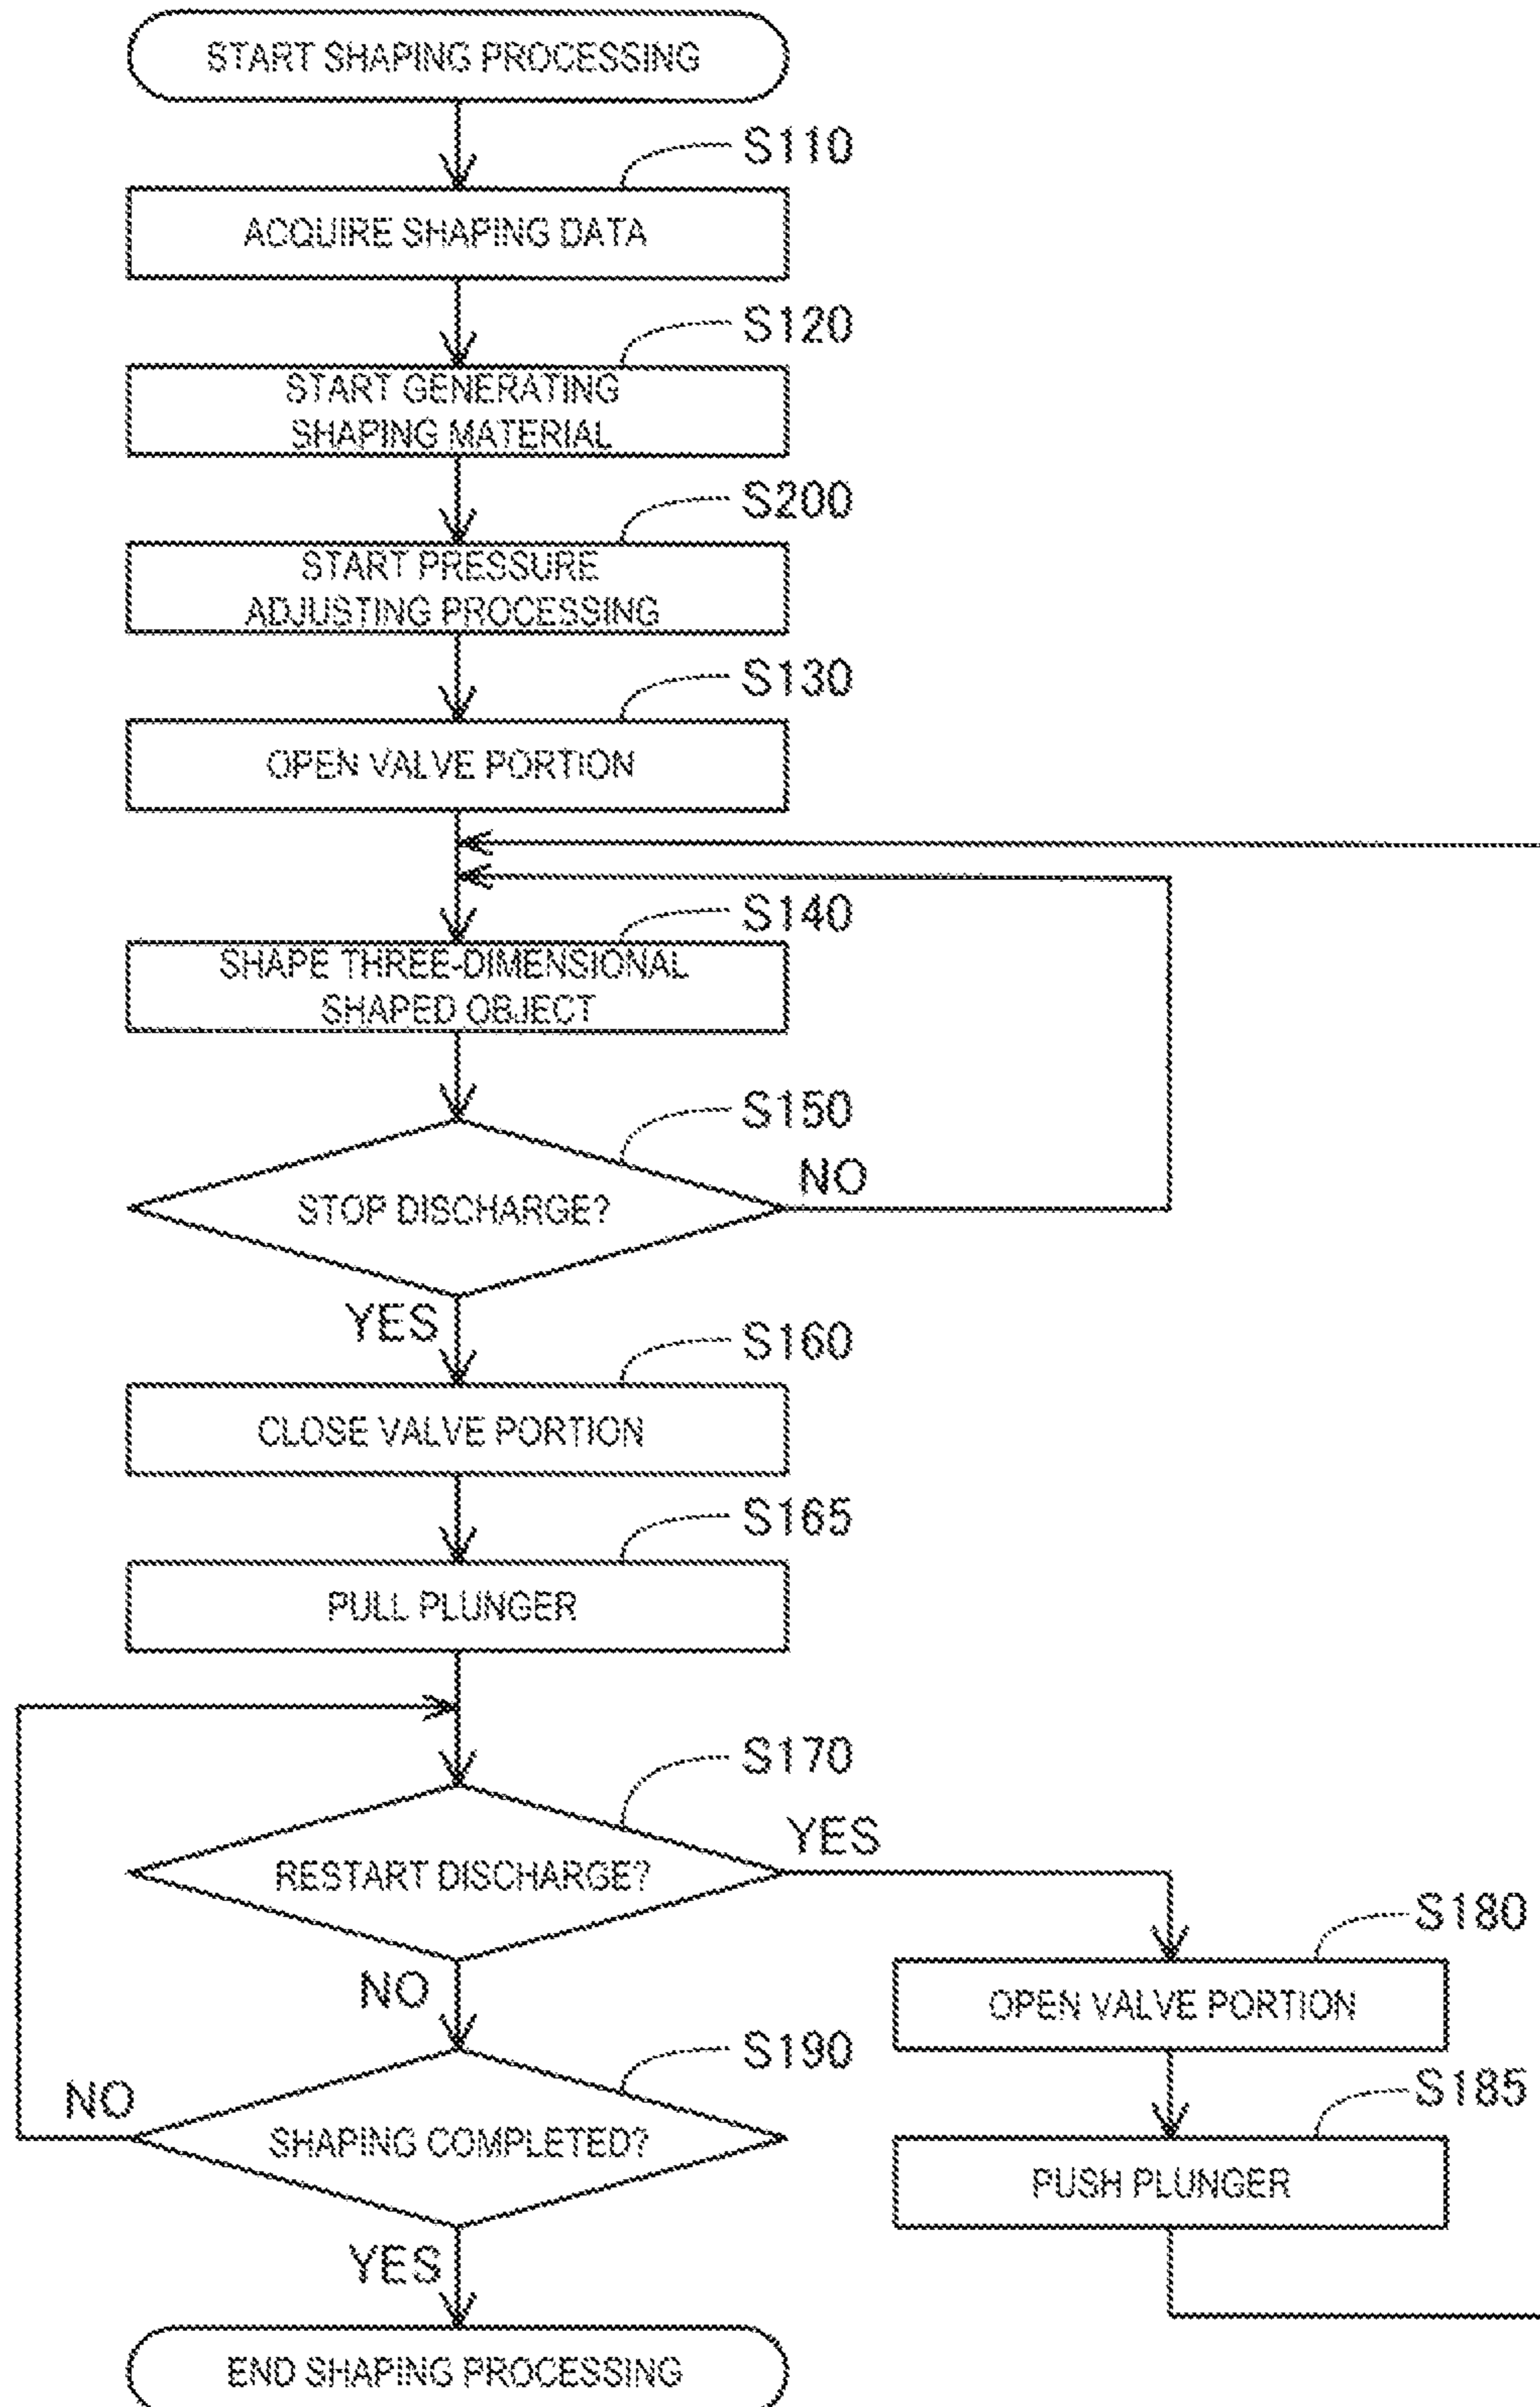 START SHAPING PROCESSING
S110
ACQUIRE SHAPING DATA
S120
START GENERATING
SHAPING MATERIAL
S200
START PRESSURE
ADJUSTING PROCESSING
S130
OPEN VALVE PORTION
S140
SHAPE THREE-DIMENSIONAL
SHAPED OBJECT
S150
STOP DISCHARGE?
NO
YES
S160
CLOSE VALVE PORTION
S165
PULL PLUNGER
S170
RESTART DISCHARGE?
YES
NO
S180
OPEN VALVE PORTION
S190
SHAPING COMPLETED?
NO
YES
S185
PUSH PLUNGER
END SHAPING PROCESSING